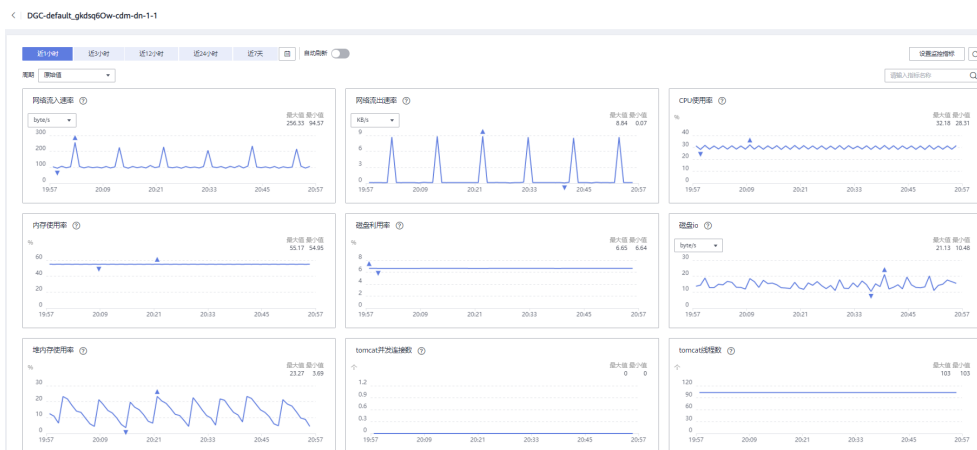 DGC-default_gkdsq6Ow-cdm-dn-1-1
近1小时 近3小时 近12小时 近24小时 近7天 自动刷新 设置监控指标
周期 原始值 请输入指标名称
网络流入速率
byte/s
最大值 最小值
256.33 94.57
300
200
100
0
19:57 20:09 20:21 20:33 20:45 20:57
网络流出速率
KB/s
最大值 最小值
8.84 0.07
9
6
3
0
19:57 20:09 20:21 20:33 20:45 20:57
CPU使用率
%
最大值 最小值
32.18 28.31
40
30
20
10
0
19:57 20:09 20:21 20:33 20:45 20:57
内存使用率
%
最大值 最小值
55.17 54.95
60
40
20
0
19:57 20:09 20:21 20:33 20:45 20:57
磁盘利用率
%
最大值 最小值
6.65 6.64
8
6
4
2
0
19:57 20:09 20:21 20:33 20:45 20:57
磁盘io
byte/s
最大值 最小值
21.13 10.48
30
20
10
0
19:57 20:09 20:21 20:33 20:45 20:57
堆内存使用率
%
最大值 最小值
23.27 3.69
30
20
10
0
19:57 20:09 20:21 20:33 20:45 20:57
tomcat并发连接数
个
最大值 最小值
0 0
1.2
0.9
0.6
0.3
0
19:57 20:09 20:21 20:33 20:45 20:57
tomcat线程数
个
最大值 最小值
103 103
120
90
60
30
0
19:57 20:09 20:21 20:33 20:45 20:57